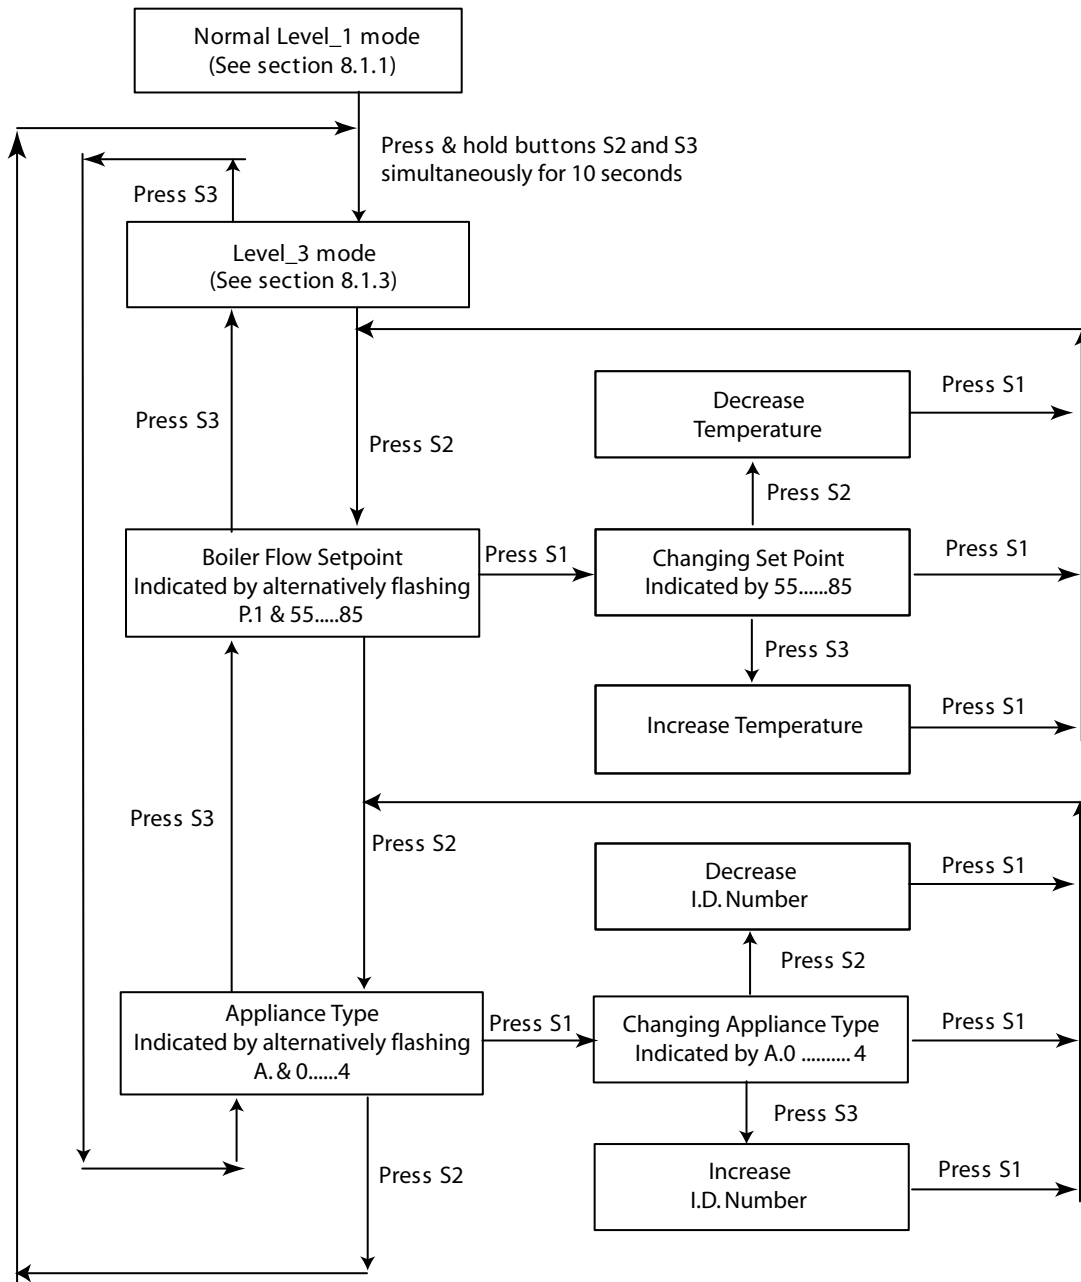 Normal Level_1 mode
(See section 8.1.1)
Press & hold buttons S2 and S3
simultaneously for 10 seconds
Press S3
Level_3 mode
(See section 8.1.3)
Press S3
Press S2
Decrease
Temperature
Press S1
Press S2
Boiler Flow Setpoint
Indicated by alternatively flashing
P.1 & 55.....85
Press S1
Changing Set Point
Indicated by 55......85
Press S1
Press S3
Increase Temperature
Press S1
Press S3
Press S2
Decrease
I.D. Number
Press S1
Press S2
Appliance Type
Indicated by alternatively flashing
A. & 0......4
Press S1
Changing Appliance Type
Indicated by A.0 .......... 4
Press S1
Press S3
Press S2
Increase
I.D. Number
Press S1